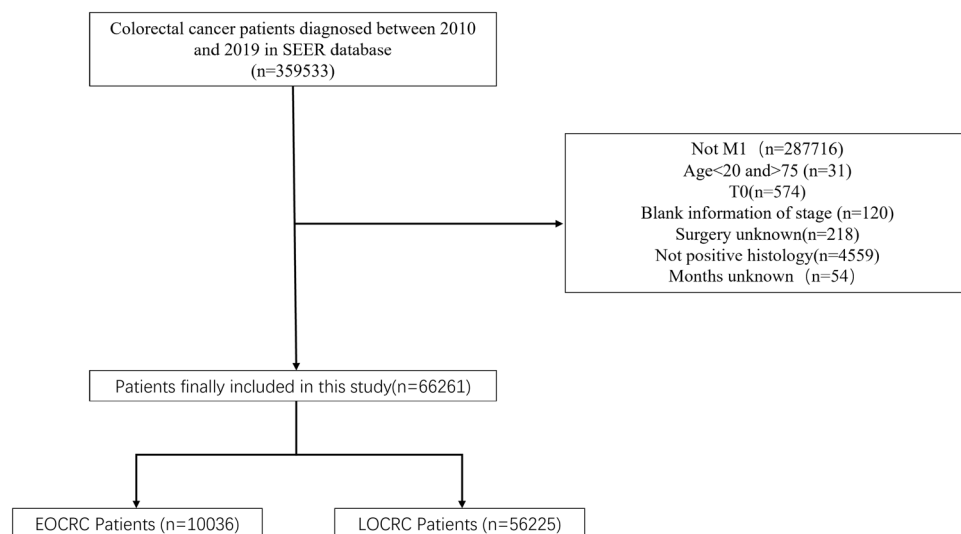 Colorectal cancer patients diagnosed between 2010
and 2019 in SEER database
(n=359533)
Not M1（n=287716)
Age<20 and>75 (n=31)
T0(n=574)
Blank information of stage (n=120)
Surgery unknown(n=218)
Not positive histology(n=4559)
Months unknown（n=54）
Patients finally included in this study(n=66261)
EOCRC Patients (n=10036)
LOCRC Patients (n=56225)